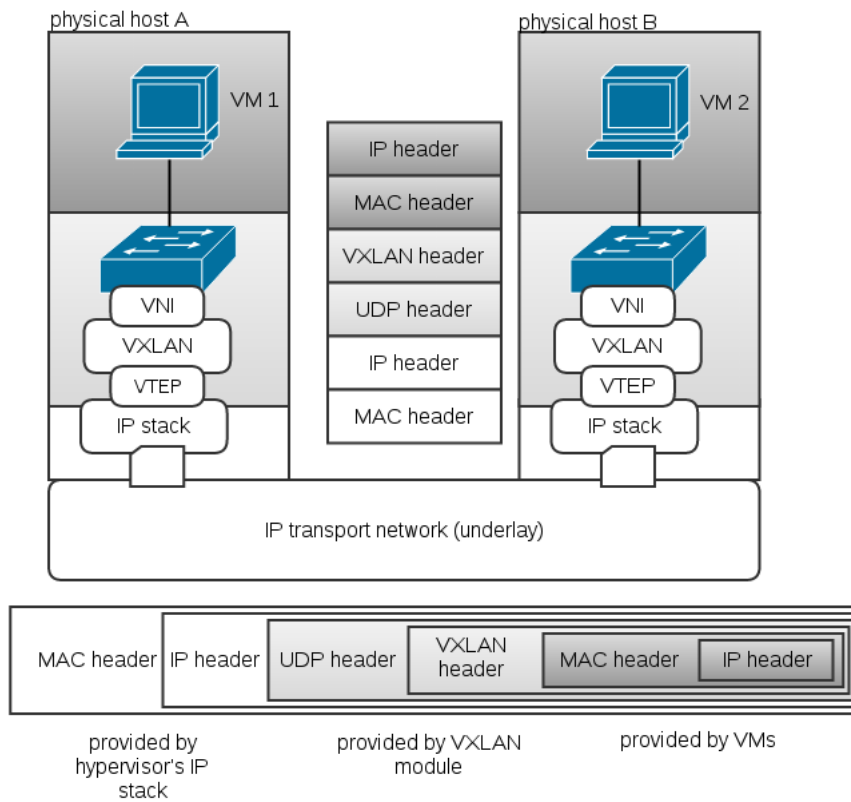 physical host A
physical host B
VM 1
VM 2
IP header
MAC header
VXLAN header
UDP header
IP header
MAC header
VNI
VXLAN
VTEP
IP stack
VNI
VXLAN
VTEP
IP stack
IP transport network (underlay)
MAC header
IP header
UDP header
VXLAN
header
MAC header
IP header
provided by
hypervisor's IP
stack
provided by VXLAN
module
provided by VMs